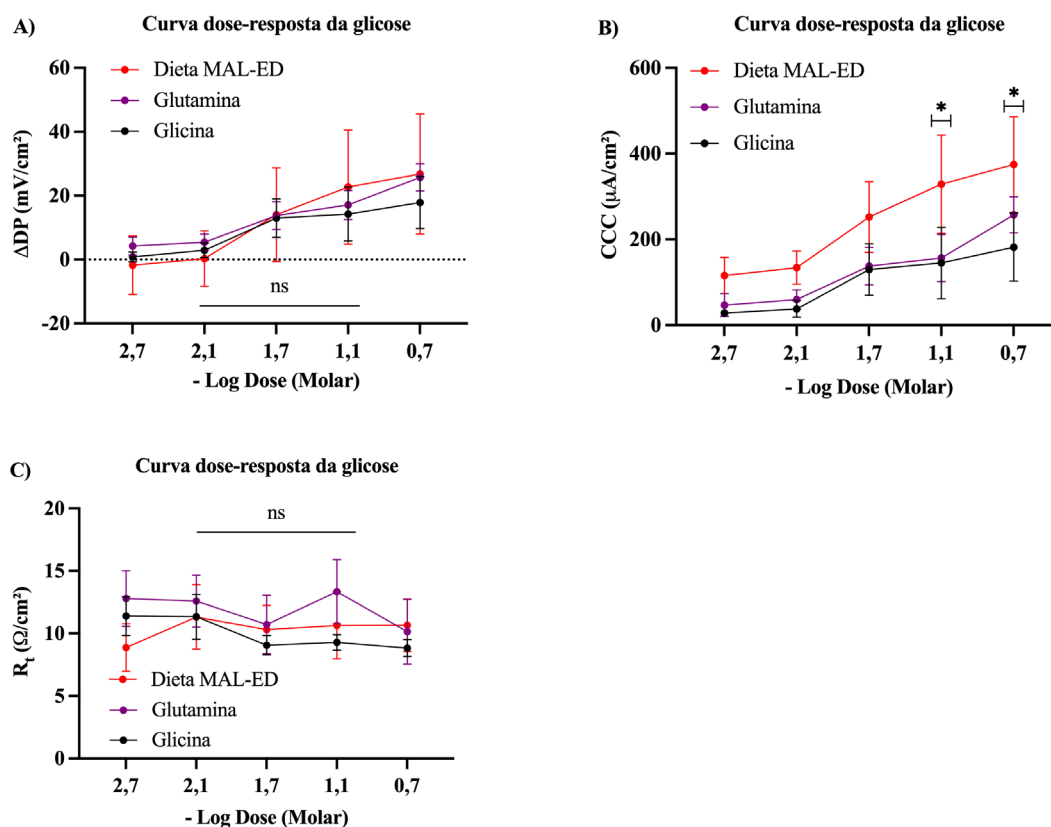 A)
Curva dose-resposta da glicose
60
40
20
0
-20
ΔDP (mV/cm²)
Dieta MAL-ED
Glutamina
Glicina
ns
2,7 2,1 1,7 1,1 0,7
- Log Dose (Molar)
B)
Curva dose-resposta da glicose
600
400
200
0
CCC (µA/cm²)
Dieta MAL-ED
Glutamina
Glicina
* *
2,7 2,1 1,7 1,1 0,7
- Log Dose (Molar)
C)
Curva dose-resposta da glicose
20
15
10
5
0
Rt (Ω/cm²)
ns
Dieta MAL-ED
Glutamina
Glicina
2,7 2,1 1,7 1,1 0,7
- Log Dose (Molar)